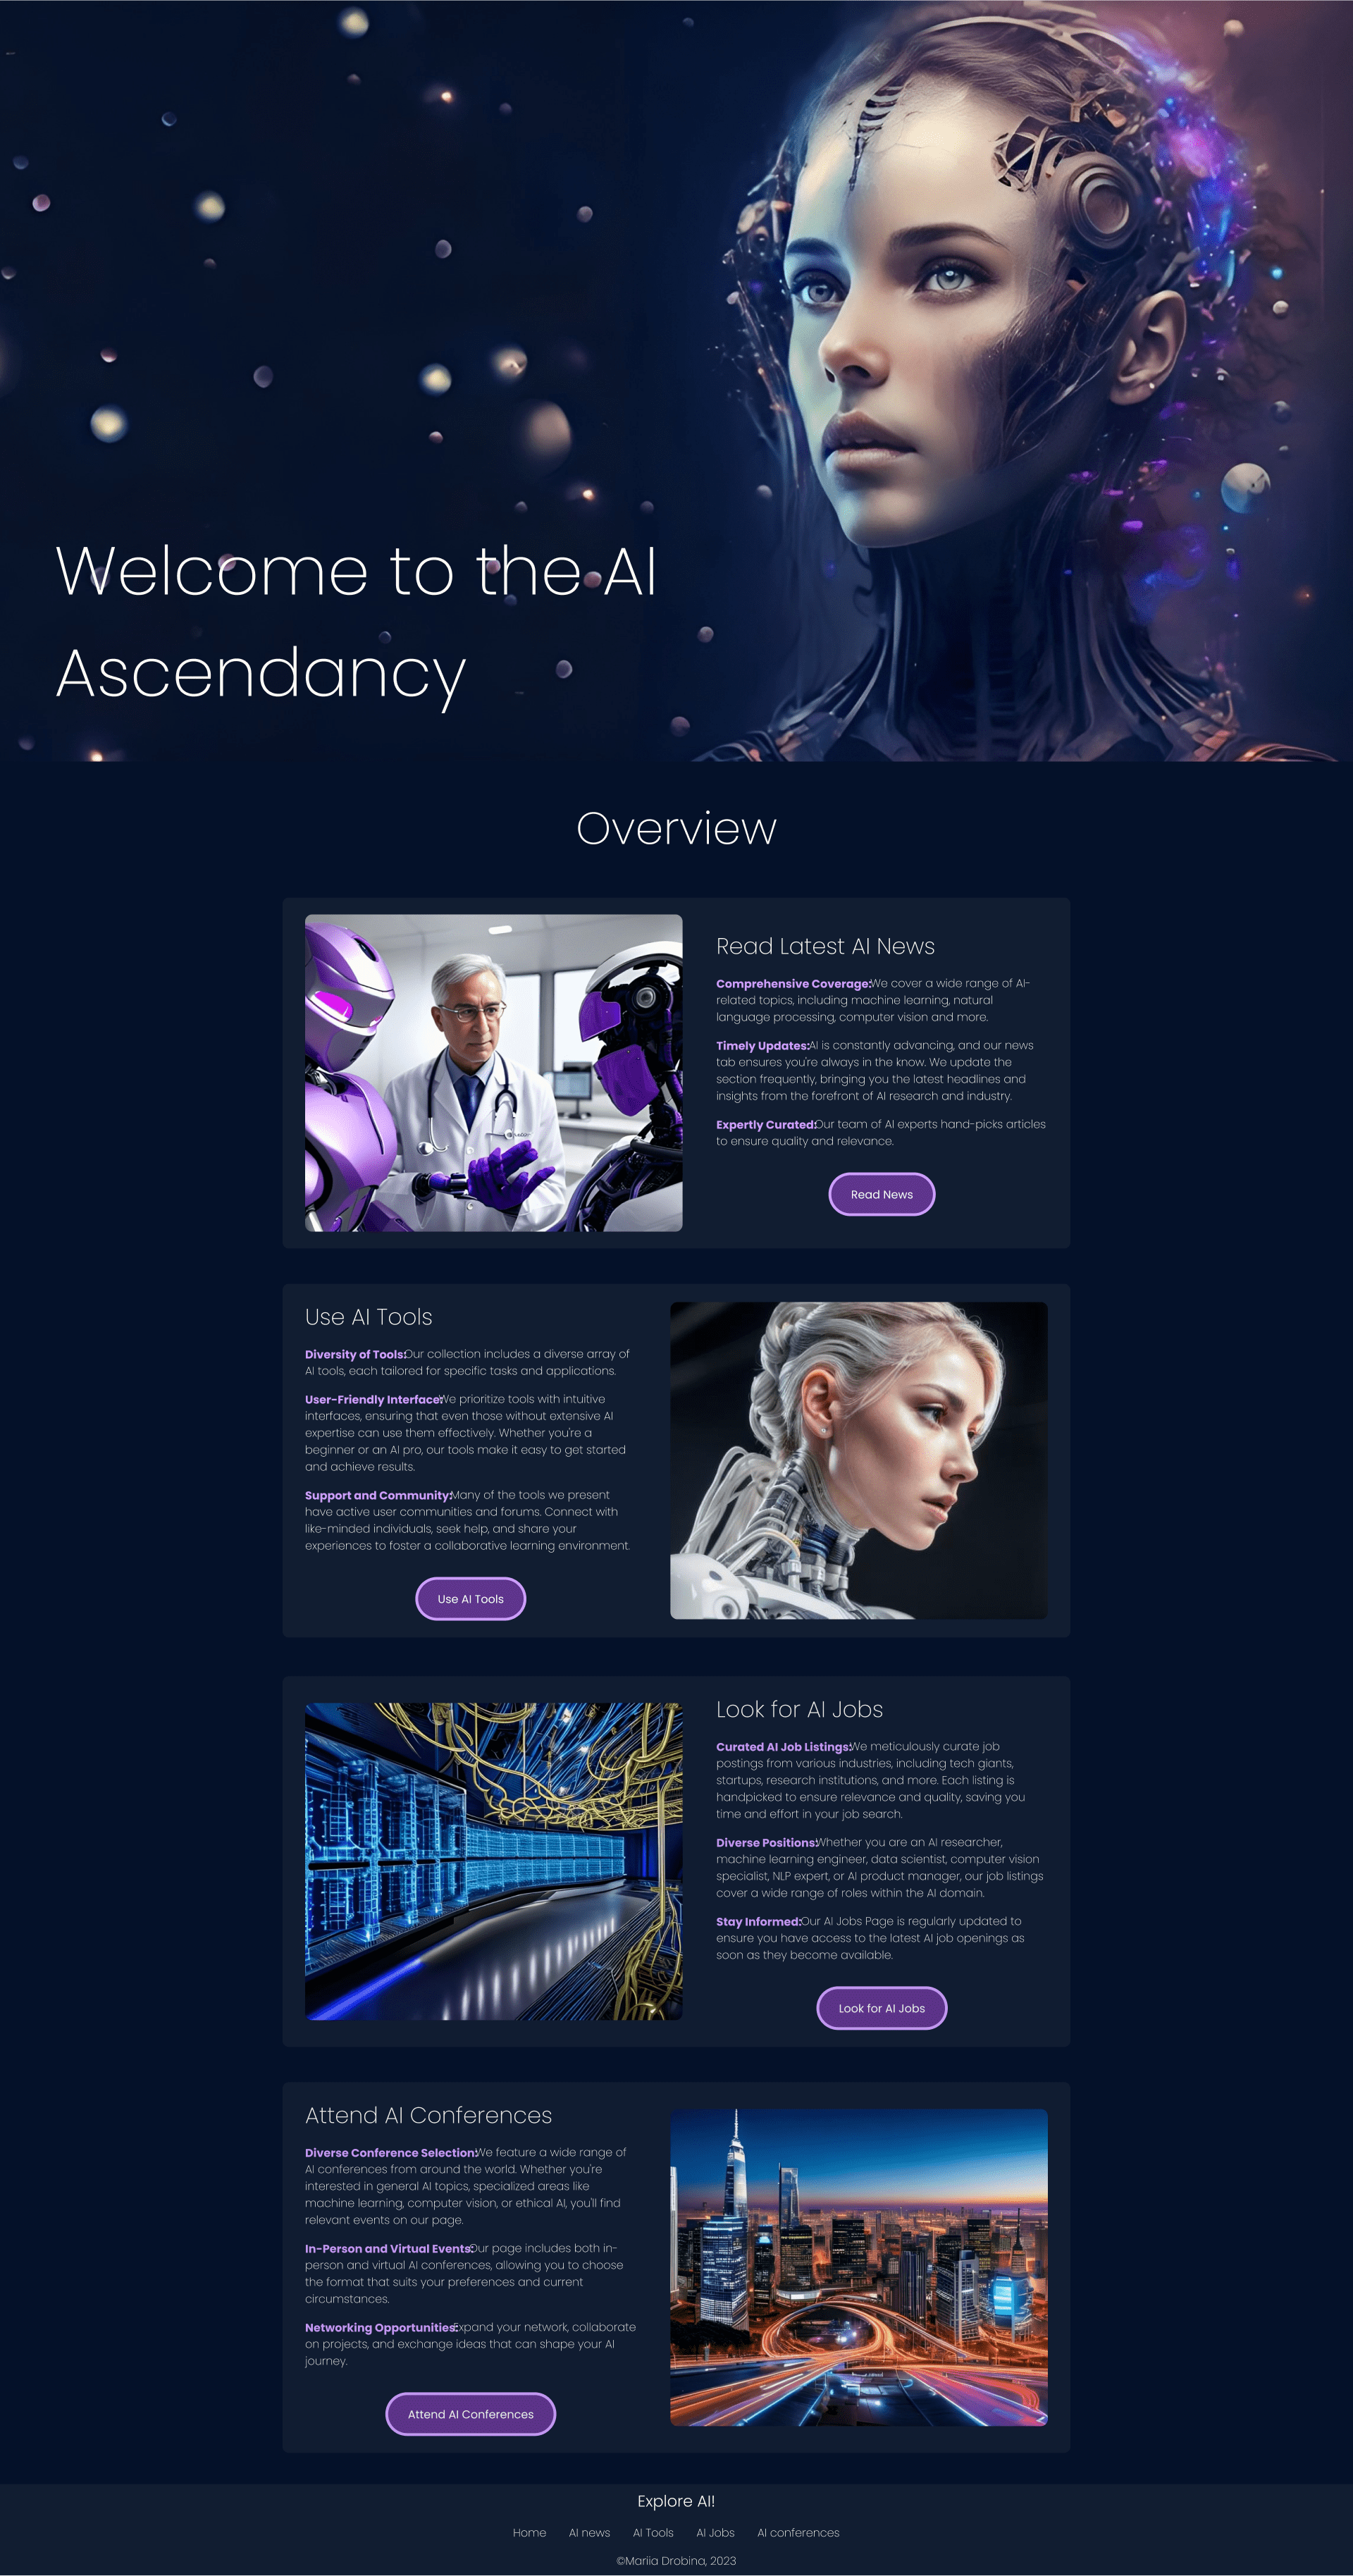 Welcome to the AI
Ascendancy
Overview
Read Latest AI News
Comprehensive Coverage:We cover a wide range of AI-
related topics, including machine learning, natural
language processing, computer vision and more.
Timely Updates:AI is constantly advancing, and our news
tab ensures you're always in the know. We update the
section frequently, bringing you the latest headlines and
insights from the forefront of AI research and industry.
Expertly Curated:Our team of AI experts hand-picks articles
to ensure quality and relevance.
Read News
Use AI Tools
Diversity of Tools:Our collection includes a diverse array of
AI tools, each tailored for specific tasks and applications.
User-Friendly Interface:We prioritize tools with intuitive
interfaces, ensuring that even those without extensive AI
expertise can use them effectively. Whether you're a
beginner or an AI pro, our tools make it easy to get started
and achieve results.
Support and Community:Many of the tools we present
have active user communities and forums. Connect with
like-minded individuals, seek help, and share your
experiences to foster a collaborative learning environment.
Use AI Tools
Look for AI Jobs
Curated AI Job Listings:We meticulously curate job
postings from various industries, including tech giants,
startups, research institutions, and more. Each listing is
handpicked to ensure relevance and quality, saving you
time and effort in your job search.
Diverse Positions:Whether you are an AI researcher,
machine learning engineer, data scientist, computer vision
specialist, NLP expert, or AI product manager, our job listings
cover a wide range of roles within the AI domain.
Stay Informed:Our AI Jobs Page is regularly updated to
ensure you have access to the latest AI job openings as
soon as they become available.
Look for AI Jobs
Attend AI Conferences
Diverse Conference Selection:We feature a wide range of
AI conferences from around the world. Whether you're
interested in general AI topics, specialized areas like
machine learning, computer vision, or ethical AI, you'll find
relevant events on our page.
In-Person and Virtual Events:Our page includes both in-
person and virtual AI conferences, allowing you to choose
the format that suits your preferences and current
circumstances.
Networking Opportunities:Expand your network, collaborate
on projects, and exchange ideas that can shape your AI
journey.
Attend AI Conferences
Explore AI!
Home AI news AI Tools AI Jobs AI conferences
©Mariia Drobina, 2023